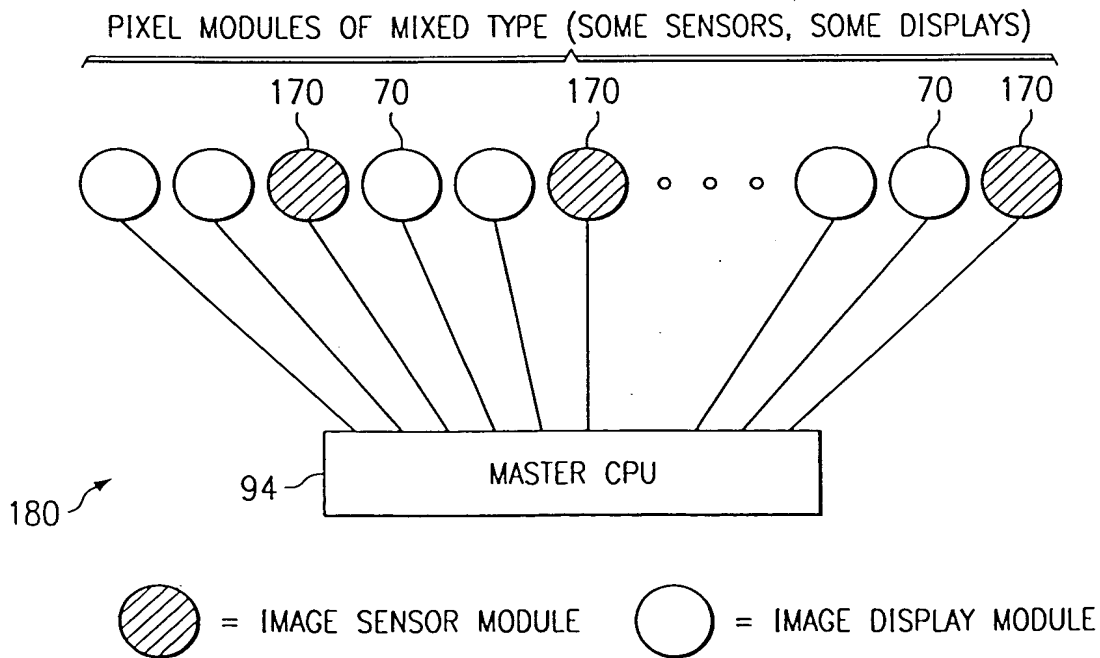 PIXEL MODULES OF MIXED TYPE (SOME SENSORS, SOME DISPLAYS)
170 70 170 70 170
MASTER CPU
94
180
= IMAGE SENSOR MODULE = IMAGE DISPLAY MODULE